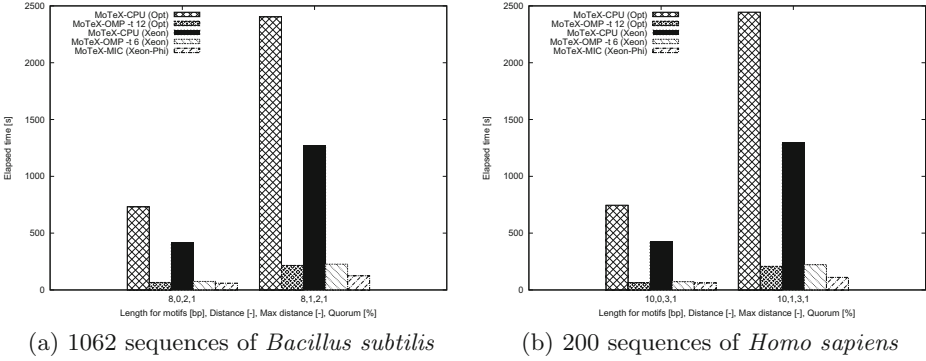 MoTeX-CPU (Opt)
MoTeX-OMP -t 12 (Opt)
MoTeX-CPU (Xeon)
MoTeX-OMP -t 6 (Xeon)
MoTeX-MIC (Xeon-Phi)
2500
2000
1500
1000
500
0
Elapsed time [s]
8,0,2,1
8,1,2,1
Length for motifs [bp], Distance [-], Max distance [-], Quorum [%]
(a) 1062 sequences of Bacillus subtilis
MoTeX-CPU (Opt)
MoTeX-OMP -t 12 (Opt)
MoTeX-CPU (Xeon)
MoTeX-OMP -t 6 (Xeon)
MoTeX-MIC (Xeon-Phi)
2500
2000
1500
1000
500
0
Elapsed time [s]
10,0,3,1
10,1,3,1
Length for motifs [bp], Distance [-], Max distance [-], Quorum [%]
(b) 200 sequences of Homo sapiens